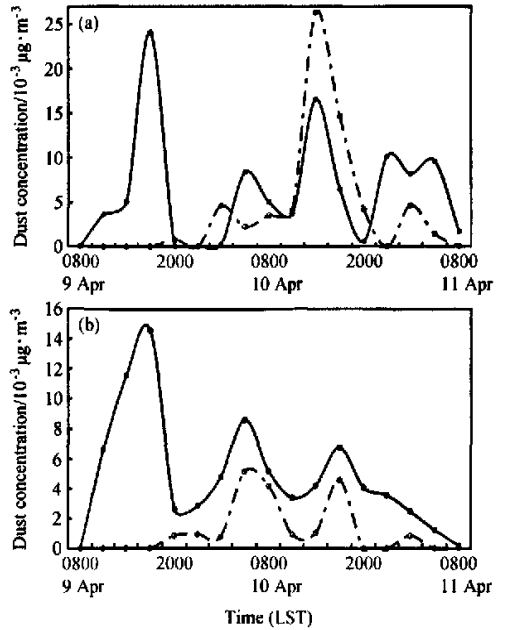 (a)
Dust concentration/10⁻³ μg·m⁻³
25
20
15
10
5
0
0800 2000 0800 2000 0800
9 Apr 10 Apr 11 Apr
(b)
Dust concentration/10⁻³ μg·m⁻³
16
14
12
10
8
6
4
2
0
0800 2000 0800 2000 0800
9 Apr 10 Apr 11 Apr
Time (LST)